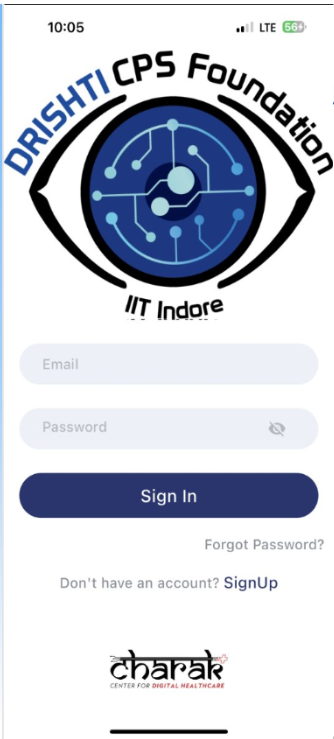 10:05 LTE 56
DRISHTI CPS Foundation
IIT Indore
Email
Password
Sign In
Forgot Password?
Don't have an account? SignUp
charak
CENTER FOR DIGITAL HEALTHCARE